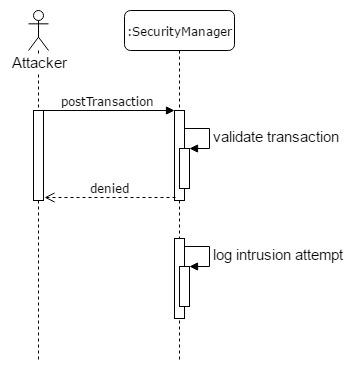 Attacker
:SecurityManager
postTransaction
validate transaction
denied
log intrusion attempt